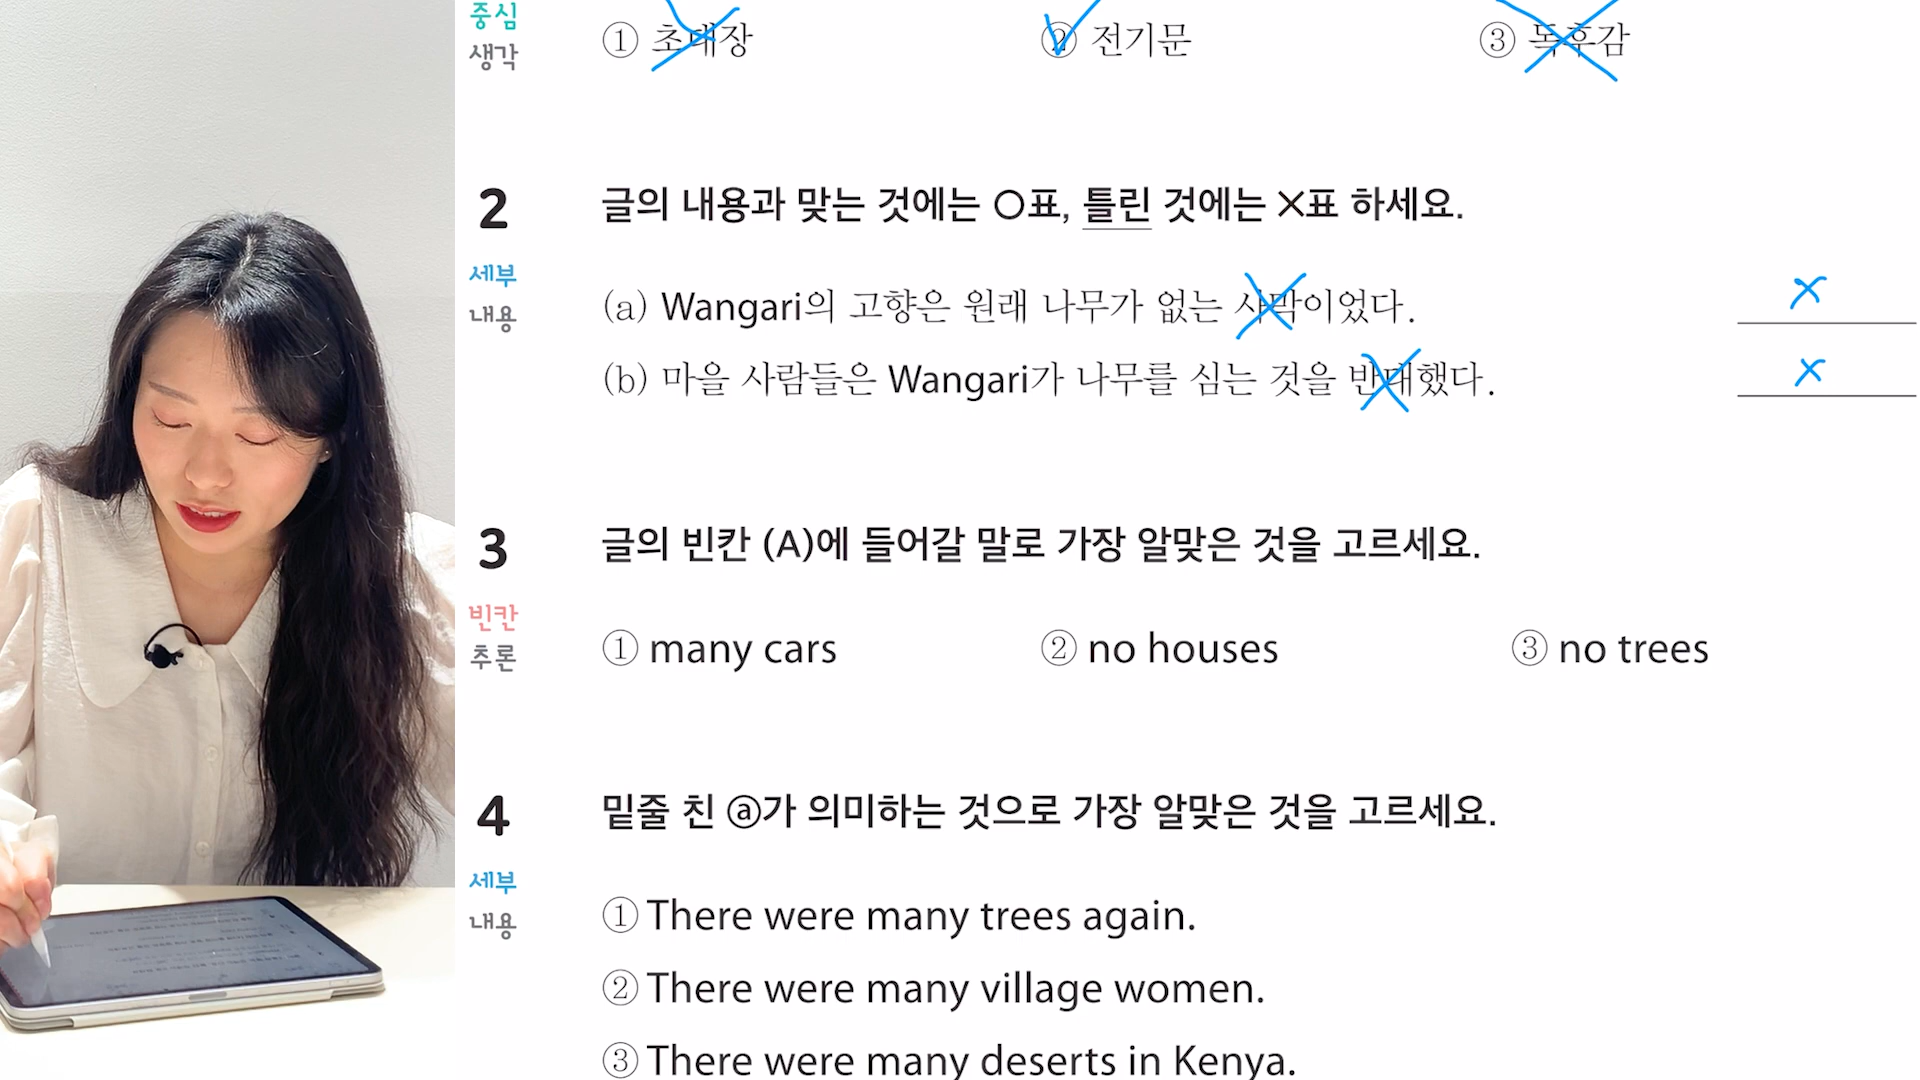 중심
생각
① 초대장 ② 전기문 ③ 독후감
2 글의 내용과 맞는 것에는 ○표, 틀린 것에는 ×표 하세요.
세부
내용
(a) Wangari의 고향은 원래 나무가 없는 사막이었다. ×
(b) 마을 사람들은 Wangari가 나무를 심는 것을 반대했다. ×
3 글의 빈칸 (A)에 들어갈 말로 가장 알맞은 것을 고르세요.
빈칸
추론
① many cars ② no houses ③ no trees
4 밑줄 친 ⓐ가 의미하는 것으로 가장 알맞은 것을 고르세요.
세부
내용
① There were many trees again.
② There were many village women.
③ There were many deserts in Kenya.